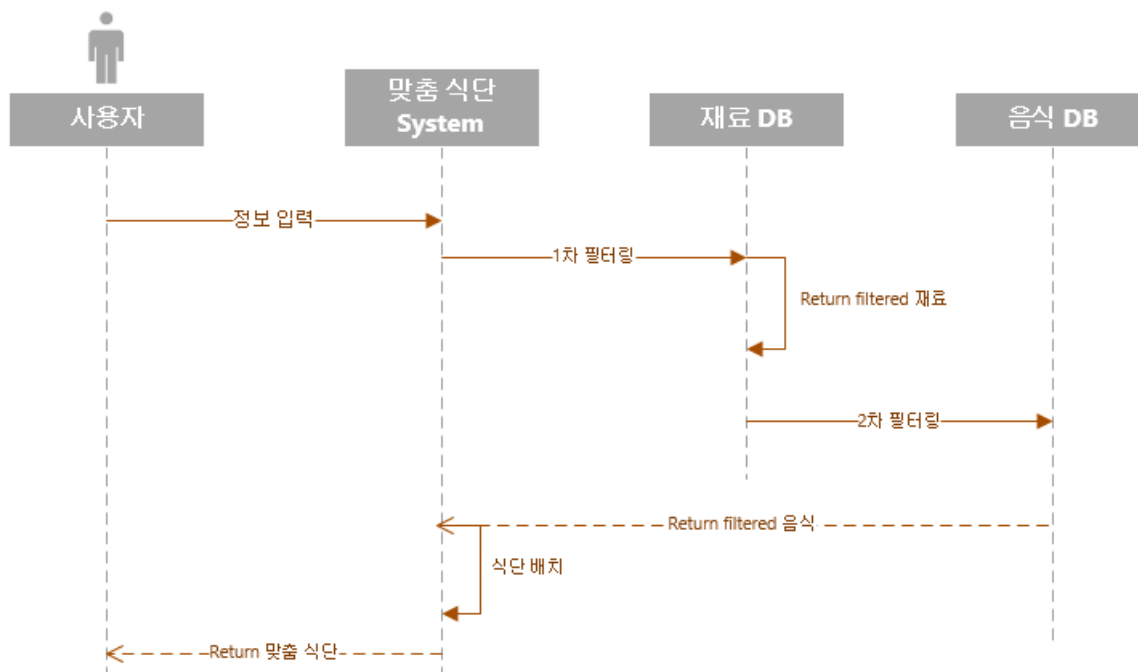 사용자
맞춤 식단
System
재료 DB
음식 DB
정보 입력
1차 필터링
Return filtered 재료
2차 필터링
Return filtered 음식
식단 배치
Return 맞춤 식단